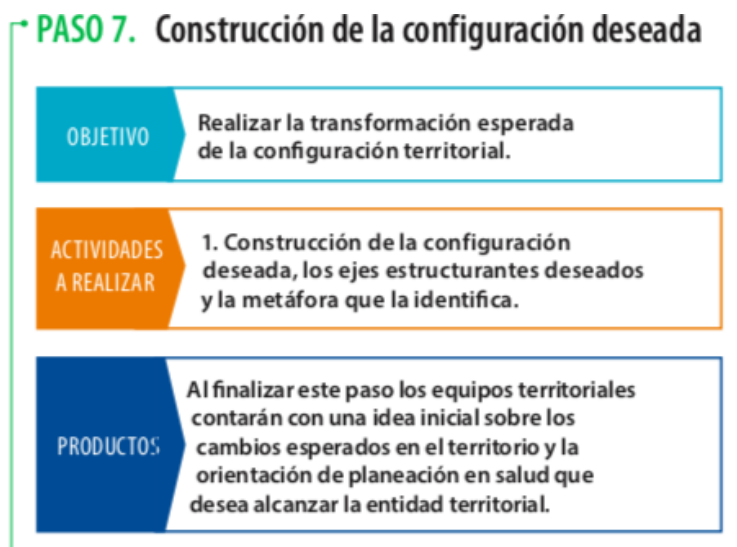 PASO 7. Construcción de la configuración deseada
OBJETIVO
Realizar la transformación esperada
de la configuración territorial.
ACTIVIDADES
A REALIZAR
1. Construcción de la configuración
deseada, los ejes estructurantes deseados
y la metáfora que la identifica.
PRODUCTOS
Al finalizar este paso los equipos territoriales
contarán con una idea inicial sobre los
cambios esperados en el territorio y la
orientación de planeación en salud que
desea alcanzar la entidad territorial.